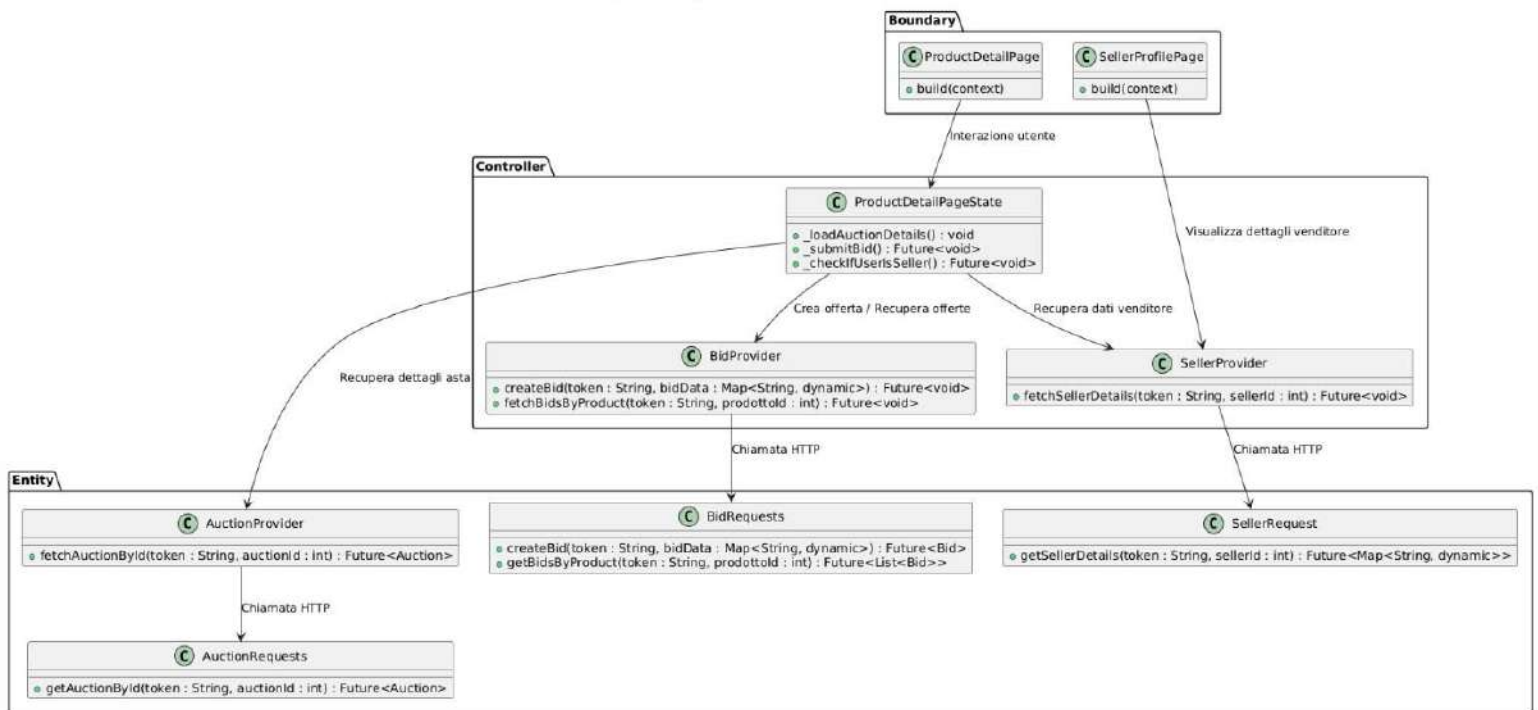 Boundary
C ProductDetailPage
build(context)
C SellerProfilePage
build(context)
Interazione utente
Visualizza dettagli venditore
Controller
C ProductDetailPageState
_loadAuctionDetails() : void
_submitBid() : Future<void>
_checkIfUserIsSeller() : Future<void>
Crea offerta / Recupera offerte
Recupera dati venditore
Recupera dettagli asta
C BidProvider
createBid(token : String, bidData : Map<String, dynamic>) : Future<void>
fetchBidsByProduct(token : String, prodottoId : int) : Future<void>
C SellerProvider
fetchSellerDetails(token : String, sellerId : int) : Future<void>
Chiamata HTTP
Chiamata HTTP
Entity
C AuctionProvider
fetchAuctionById(token : String, auctionId : int) : Future<Auction>
C BidRequests
createBid(token : String, bidData : Map<String, dynamic>) : Future<Bid>
getBidsByProduct(token : String, prodottoId : int) : Future<List<Bid>>
C SellerRequest
getSellerDetails(token : String, sellerId : int) : Future<Map<String, dynamic>>
Chiamata HTTP
C AuctionRequests
getAuctionById(token : String, auctionId : int) : Future<Auction>